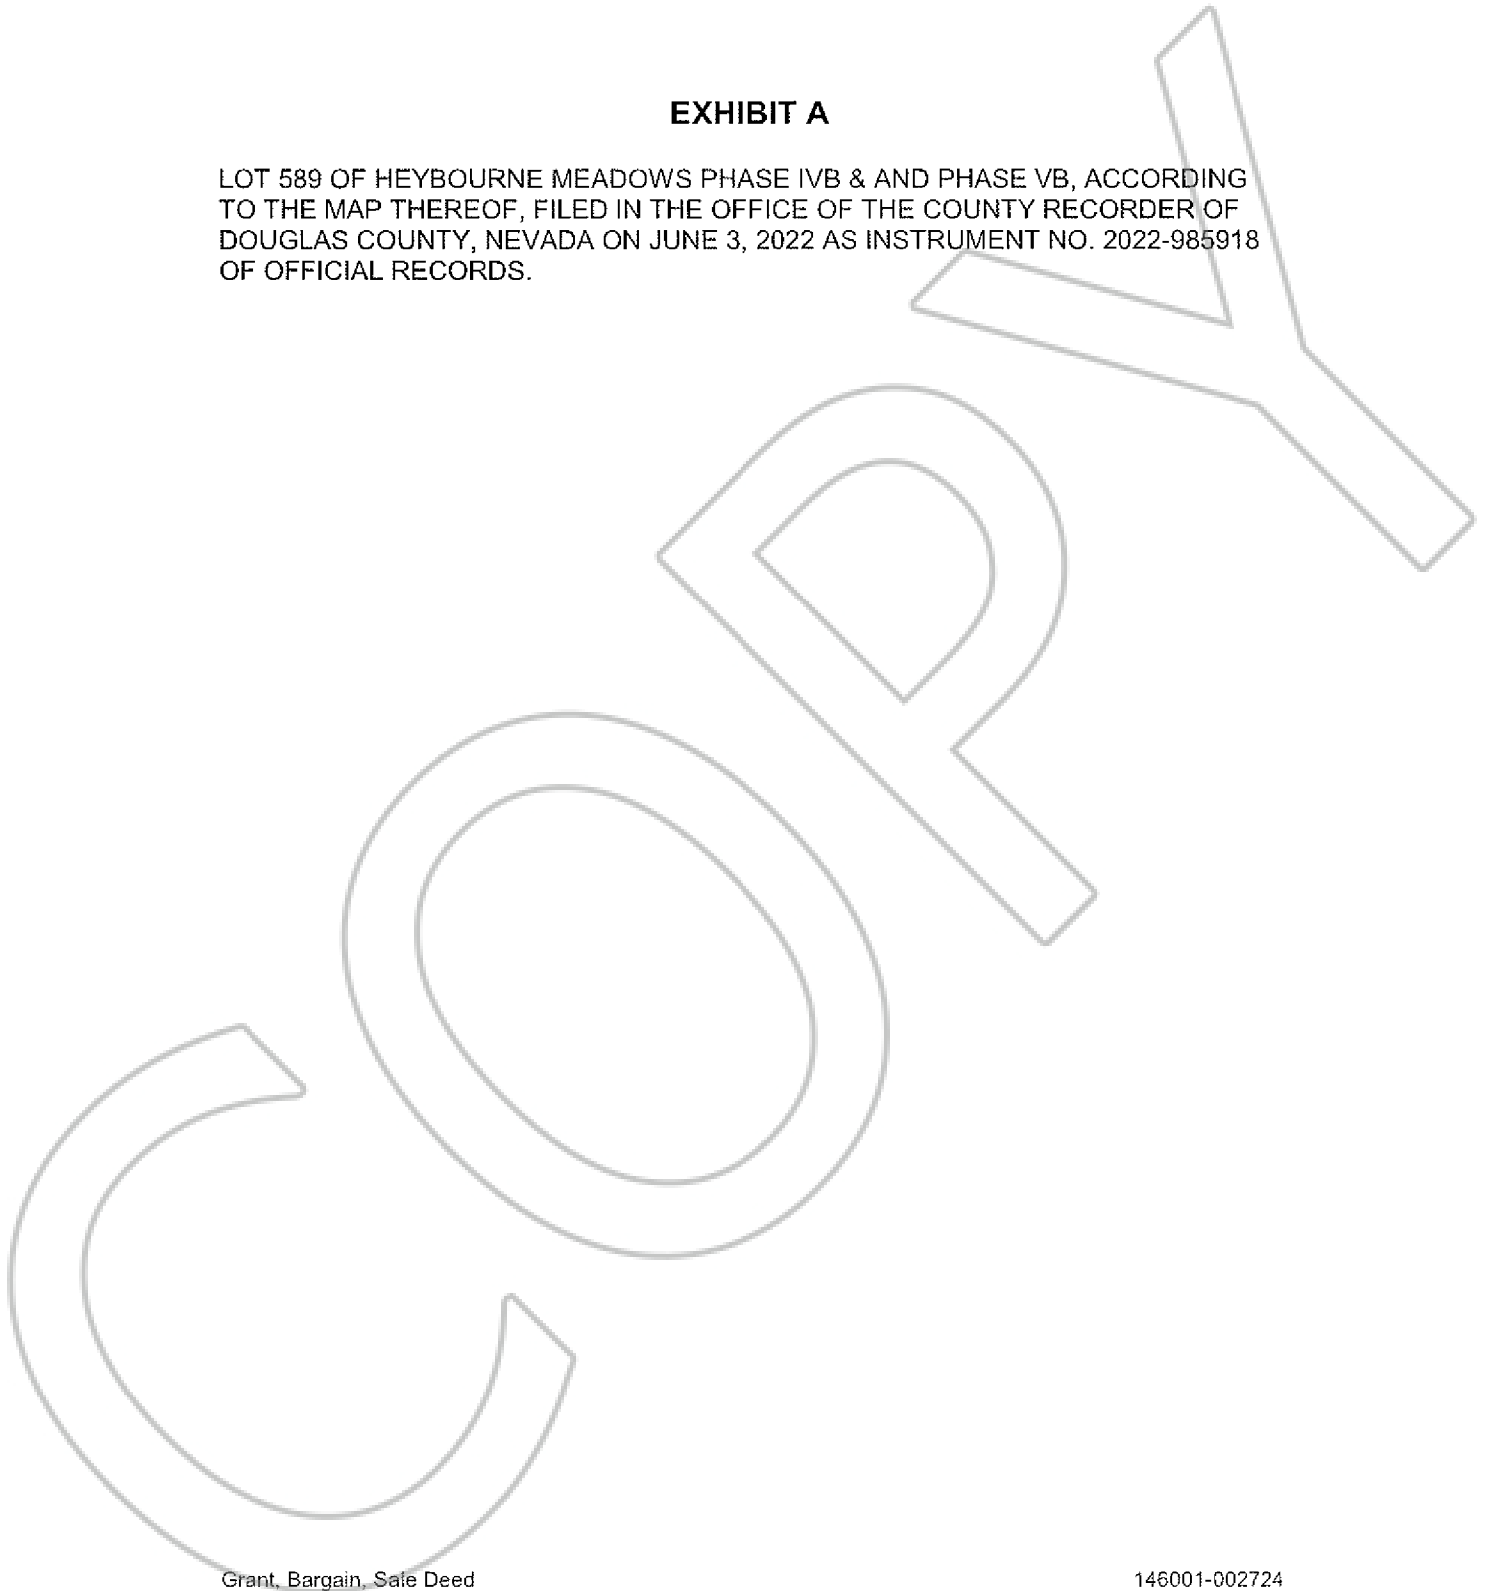 EXHIBIT A
LOT 589 OF HEYBOURNE MEADOWS PHASE IVB & AND PHASE VB, ACCORDING
TO THE MAP THEREOF, FILED IN THE OFFICE OF THE COUNTY RECORDER OF
DOUGLAS COUNTY, NEVADA ON JUNE 3, 2022 AS INSTRUMENT NO. 2022-985918
OF OFFICIAL RECORDS.
COPY
Grant, Bargain, Sale Deed 146001-002724